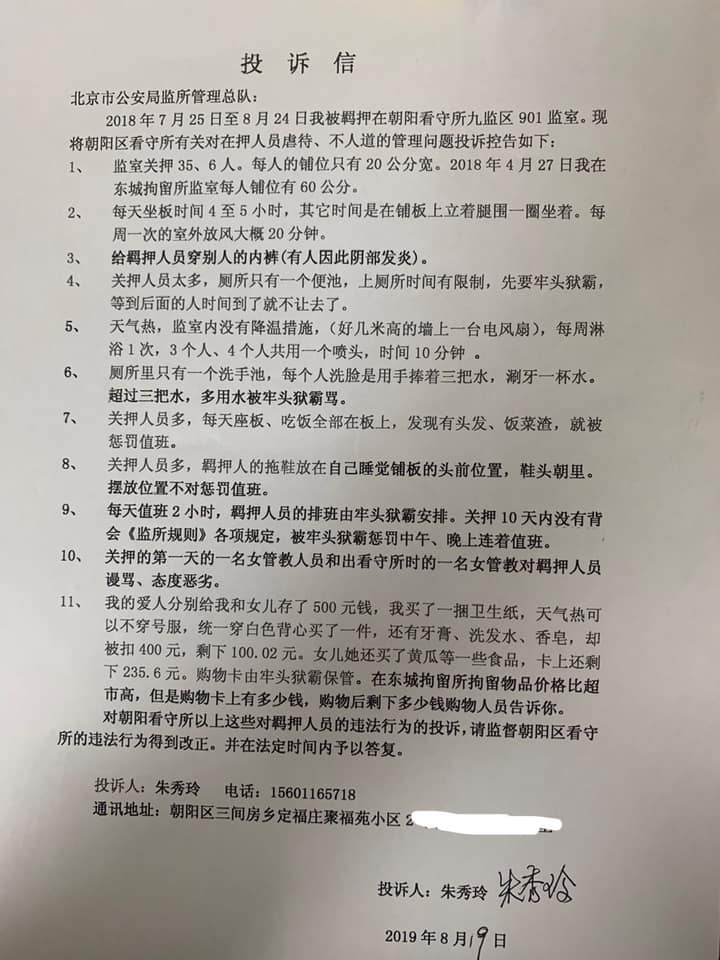 投 诉 信
北京市公安局监所管理总队：
2018 年 7 月 25 日至 8 月 24 日我被羁押在朝阳看守所九监区 901 监室。现
将朝阳区看守所有关对在押人员虐待、不人道的管理问题投诉控告如下：
1、 监室关押 35、6 人。每人的铺位只有 20 公分宽。2018 年 4 月 27 日我在
东城拘留所监室每人铺位有 60 公分。
2、 每天坐板时间 4 至 5 小时，其它时间是在铺板上立着腿围一圈坐着。每
周一次的室外放风大概 20 分钟。
3、 给羁押人员穿别人的内裤(有人因此阴部发炎)。
4、 关押人员太多，厕所只有一个便池，上厕所时间有限制，先要牢头狱霸，
等到后面的人时间到了就不让去了。
5、 天气热，监室内没有降温措施，（好几米高的墙上一台电风扇），每周淋
浴 1 次，3 个人、4 个人共用一个喷头，时间 10 分钟 。
6、 厕所里只有一个洗手池，每个人洗脸是用手捧着三把水，涮牙一杯水。
超过三把水，多用水被牢头狱霸骂。
7、 关押人员多，每天座板、吃饭全部在板上，发现有头发、饭菜渣，就被
惩罚值班。
8、 关押人员多，羁押人的拖鞋放在自己睡觉铺板的头前位置，鞋头朝里。
摆放位置不对惩罚值班。
9、 每天值班 2 小时，羁押人员的排班由牢头狱霸安排。关押 10 天内没有背
会《监所规则》各项规定，被牢头狱霸惩罚中午、晚上连着值班。
10、 关押的第一天的一名女管教人员和出看守所时的一名女管教对羁押人员
谩骂、态度恶劣。
11、 我的爱人分别给我和女儿存了 500 元钱，我买了一捆卫生纸，天气热可
以不穿号服，统一穿白色背心买了一件，还有牙膏、洗发水、香皂，却
被扣 400 元，剩下 100.02 元。女儿她还买了黄瓜等一些食品，卡上还剩
下 235.6 元。购物卡由牢头狱霸保管。在东城拘留所拘留物品价格比超
市高，但是购物卡上有多少钱，购物后剩下多少钱购物人员告诉你。
对朝阳看守所以上这些对羁押人员的违法行为的投诉，请监督朝阳区看守
所的违法行为得到改正。并在法定时间内予以答复。
投诉人：朱秀玲 电话：15601165718
通讯地址：朝阳区三间房乡定福庄聚福苑小区 2
投诉人：朱秀玲 朱秀玲
2019 年 8 月 19 日